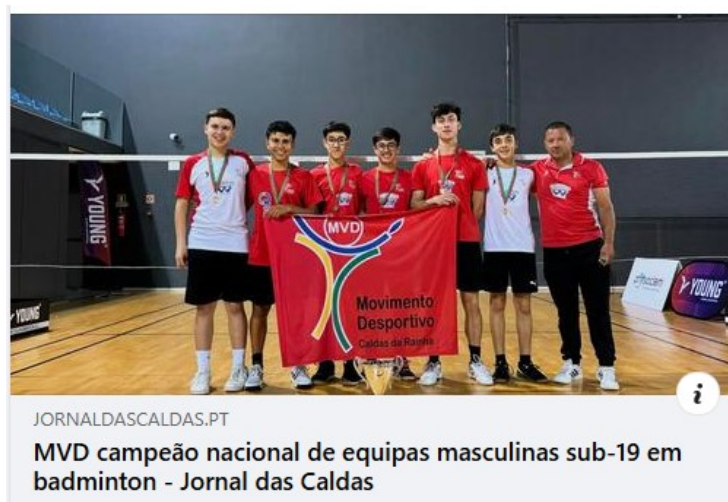 MVD
YOUNG
YOUNG
Movimento
Desportivo
Caldas da Rainha
YOUNG
i
JORNALDASCALDAS.PT
MVD campeão nacional de equipas masculinas sub-19 em
badminton - Jornal das Caldas